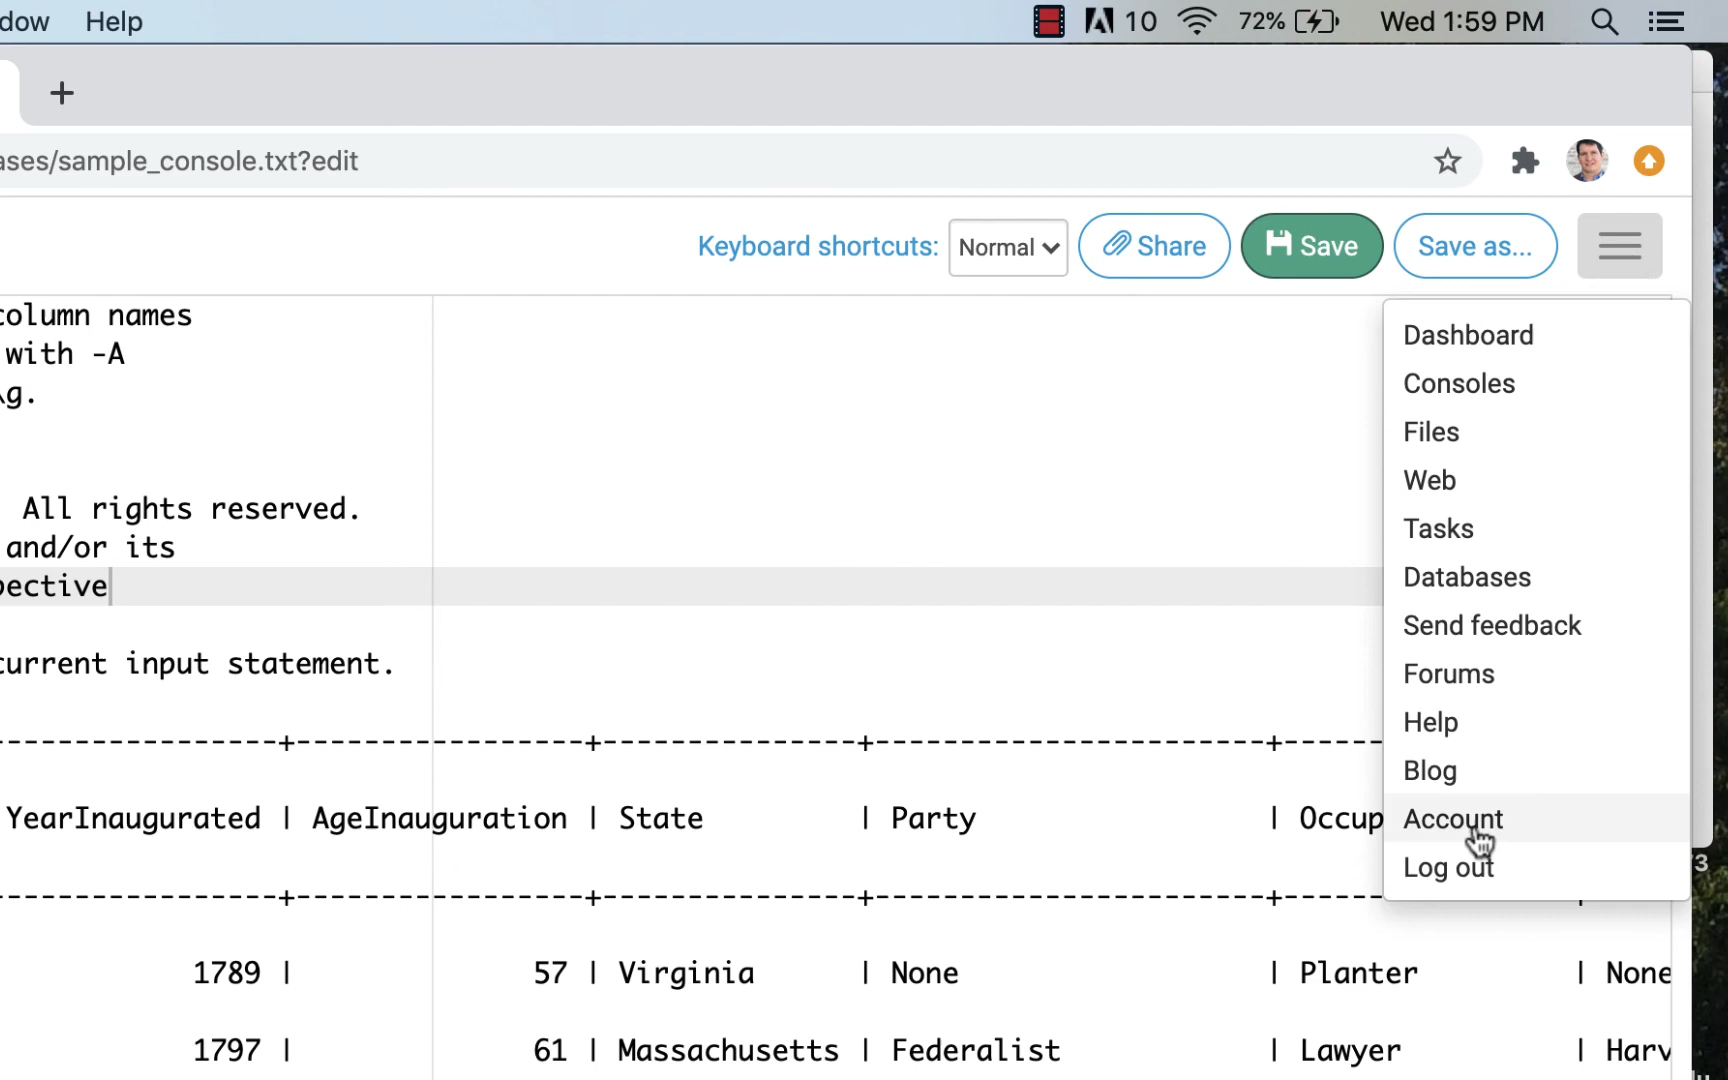 dow Help 10 72% Wed 1:59 PM
ases/sample_console.txt?edit
Keyboard shortcuts: Normal Share Save Save as...
column names
with -A
\g.
All rights reserved.
and/or its
pective
current input statement.
Dashboard
Consoles
Files
Web
Tasks
Databases
Send feedback
Forums
Help
Blog
Account
Log out
-----------------+-----------------+---------------+-----------------------+------
YearInaugurated | AgeInauguration | State | Party | Occup
-----------------+-----------------+---------------+-----------------------+------
1789 | 57 | Virginia | None | Planter | None
1797 | 61 | Massachusetts | Federalist | Lawyer | Harv